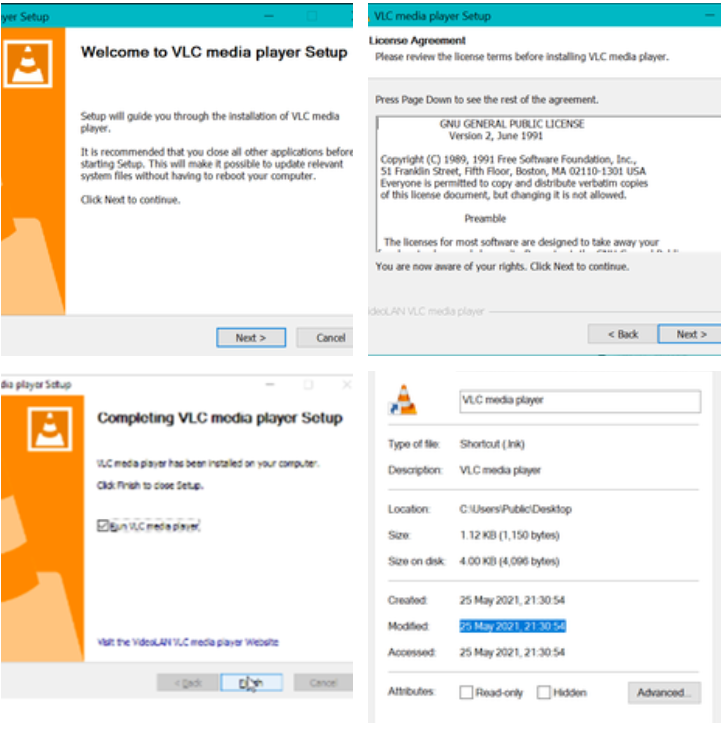 yer Setup
Welcome to VLC media player Setup
Setup will guide you through the installation of VLC media
player.
It is recommended that you close all other applications before
starting Setup. This will make it possible to update relevant
system files without having to reboot your computer.
Click Next to continue.
Next >
Cancel
VLC media player Setup
License Agreement
Please review the license terms before installing VLC media player.
Press Page Down to see the rest of the agreement.
GNU GENERAL PUBLIC LICENSE
Version 2, June 1991
Copyright (C) 1989, 1991 Free Software Foundation, Inc.,
51 Franklin Street, Fifth Floor, Boston, MA 02110-1301 USA
Everyone is permitted to copy and distribute verbatim copies
of this license document, but changing it is not allowed.
Preamble
The licenses for most software are designed to take away your
You are now aware of your rights. Click Next to continue.
ideoLAN VLC media player
< Back
Next >
dia player Setup
Completing VLC media player Setup
VLC media player has been installed on your computer.
Click Finish to close Setup.
Run VLC media player
Visit the VideoLAN VLC media player Website
< Back
Cancel
VLC media player
Type of file: Shortcut (.lnk)
Description: VLC media player
Location: C:\Users\Public\Desktop
Size: 1.12 KB (1,150 bytes)
Size on disk: 4.00 KB (4,096 bytes)
Created: 25 May 2021, 21:30:54
Modified: 25 May 2021, 21:30:54
Accessed: 25 May 2021, 21:30:54
Attributes: Read-only Hidden Advanced...